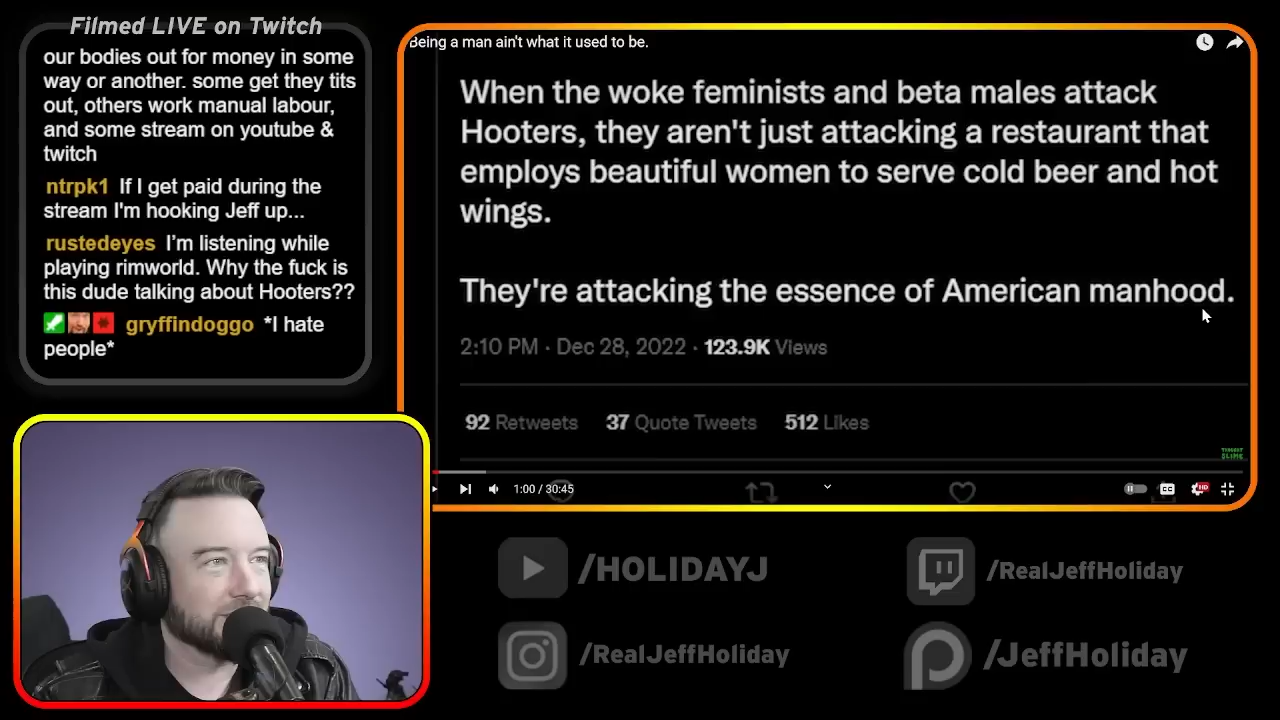 Filmed LIVE on Twitch
our bodies out for money in some
way or another. some get they tits
out, others work manual labour,
and some stream on youtube &
twitch
ntrpk1 If I get paid during the
stream I'm hooking Jeff up...
rustedeyes I’m listening while
playing rimworld. Why the fuck is
this dude talking about Hooters??
gryffindoggo *I hate
people*
Being a man ain't what it used to be.
When the woke feminists and beta males attack
Hooters, they aren't just attacking a restaurant that
employs beautiful women to serve cold beer and hot
wings.
They're attacking the essence of American manhood.
2:10 PM · Dec 28, 2022 · 123.9K Views
92 Retweets 37 Quote Tweets 512 Likes
THOUGHT
SLIME
1:00 / 30:45
CC
HD
/HOLIDAYJ
/RealJeffHoliday
/RealJeffHoliday
/JeffHoliday